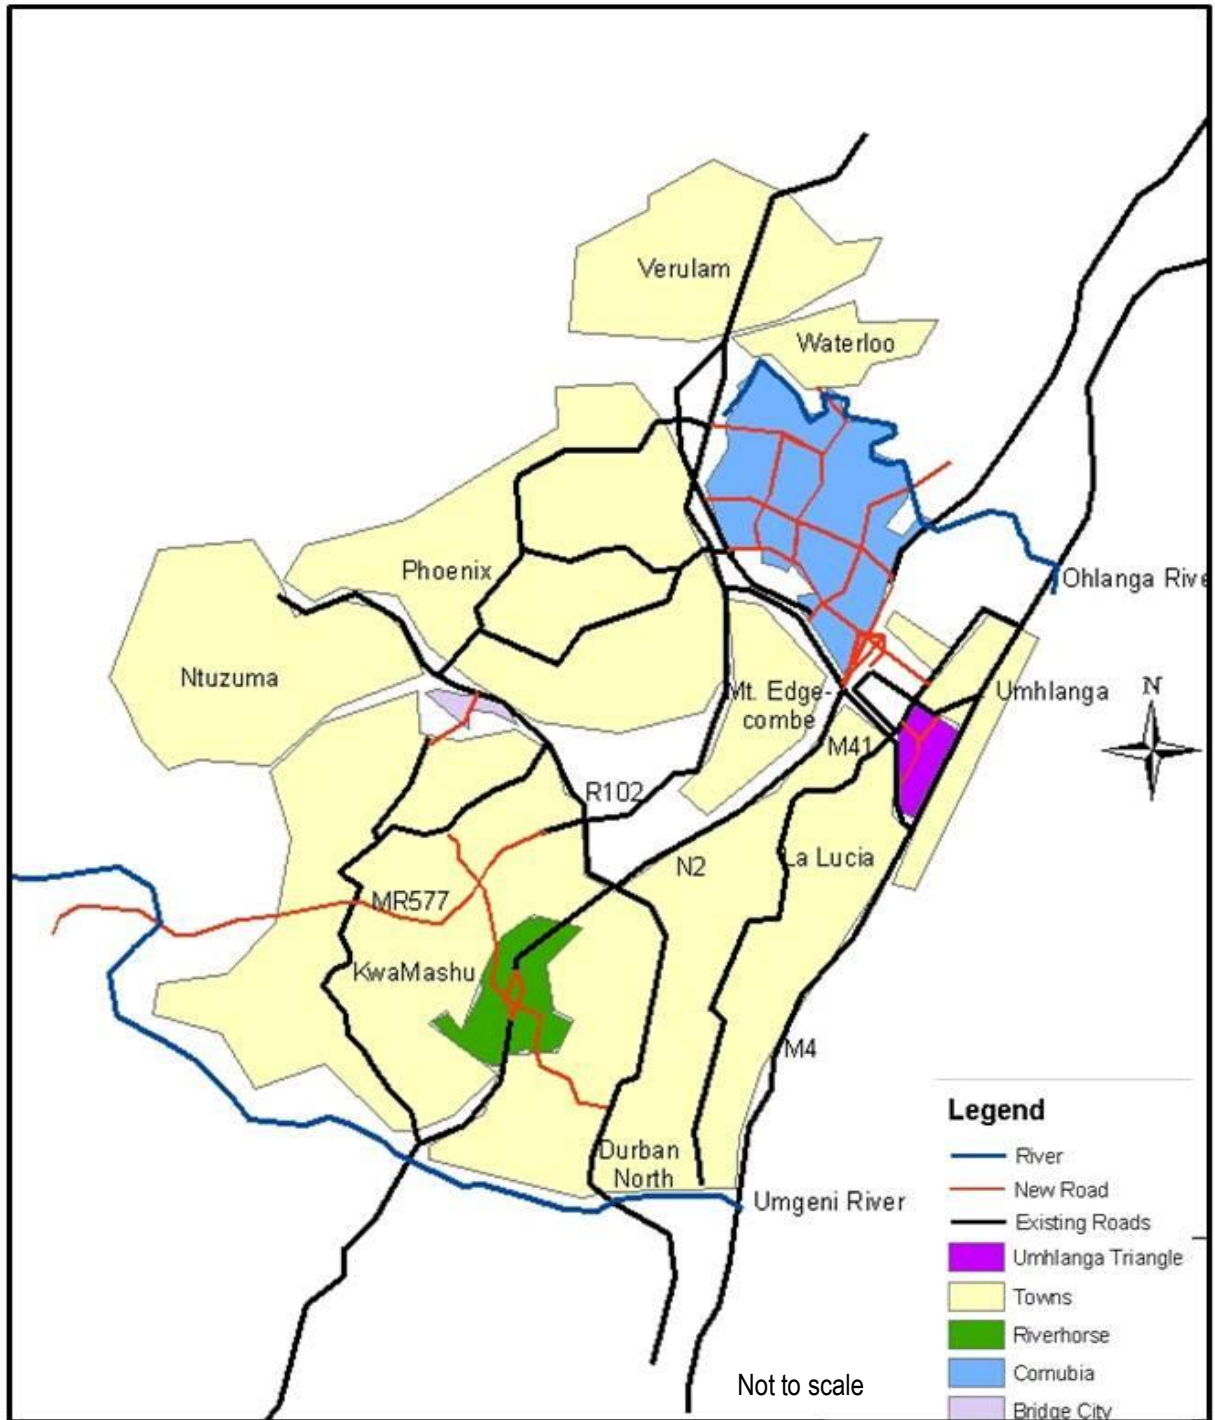 Verulam
Waterloo
Phoenix
Ohlanga Rive
Ntuzuma
Mt. Edge-
combe
Umhlanga
N
M41
R102
La Lucia
N2
MR577
KwaMashu
M4
Durban
North
Umgeni River
Legend
River
New Road
Existing Roads
Umhlanga Triangle
Towns
Riverhorse
Cornubia
Bridge City
Not to scale